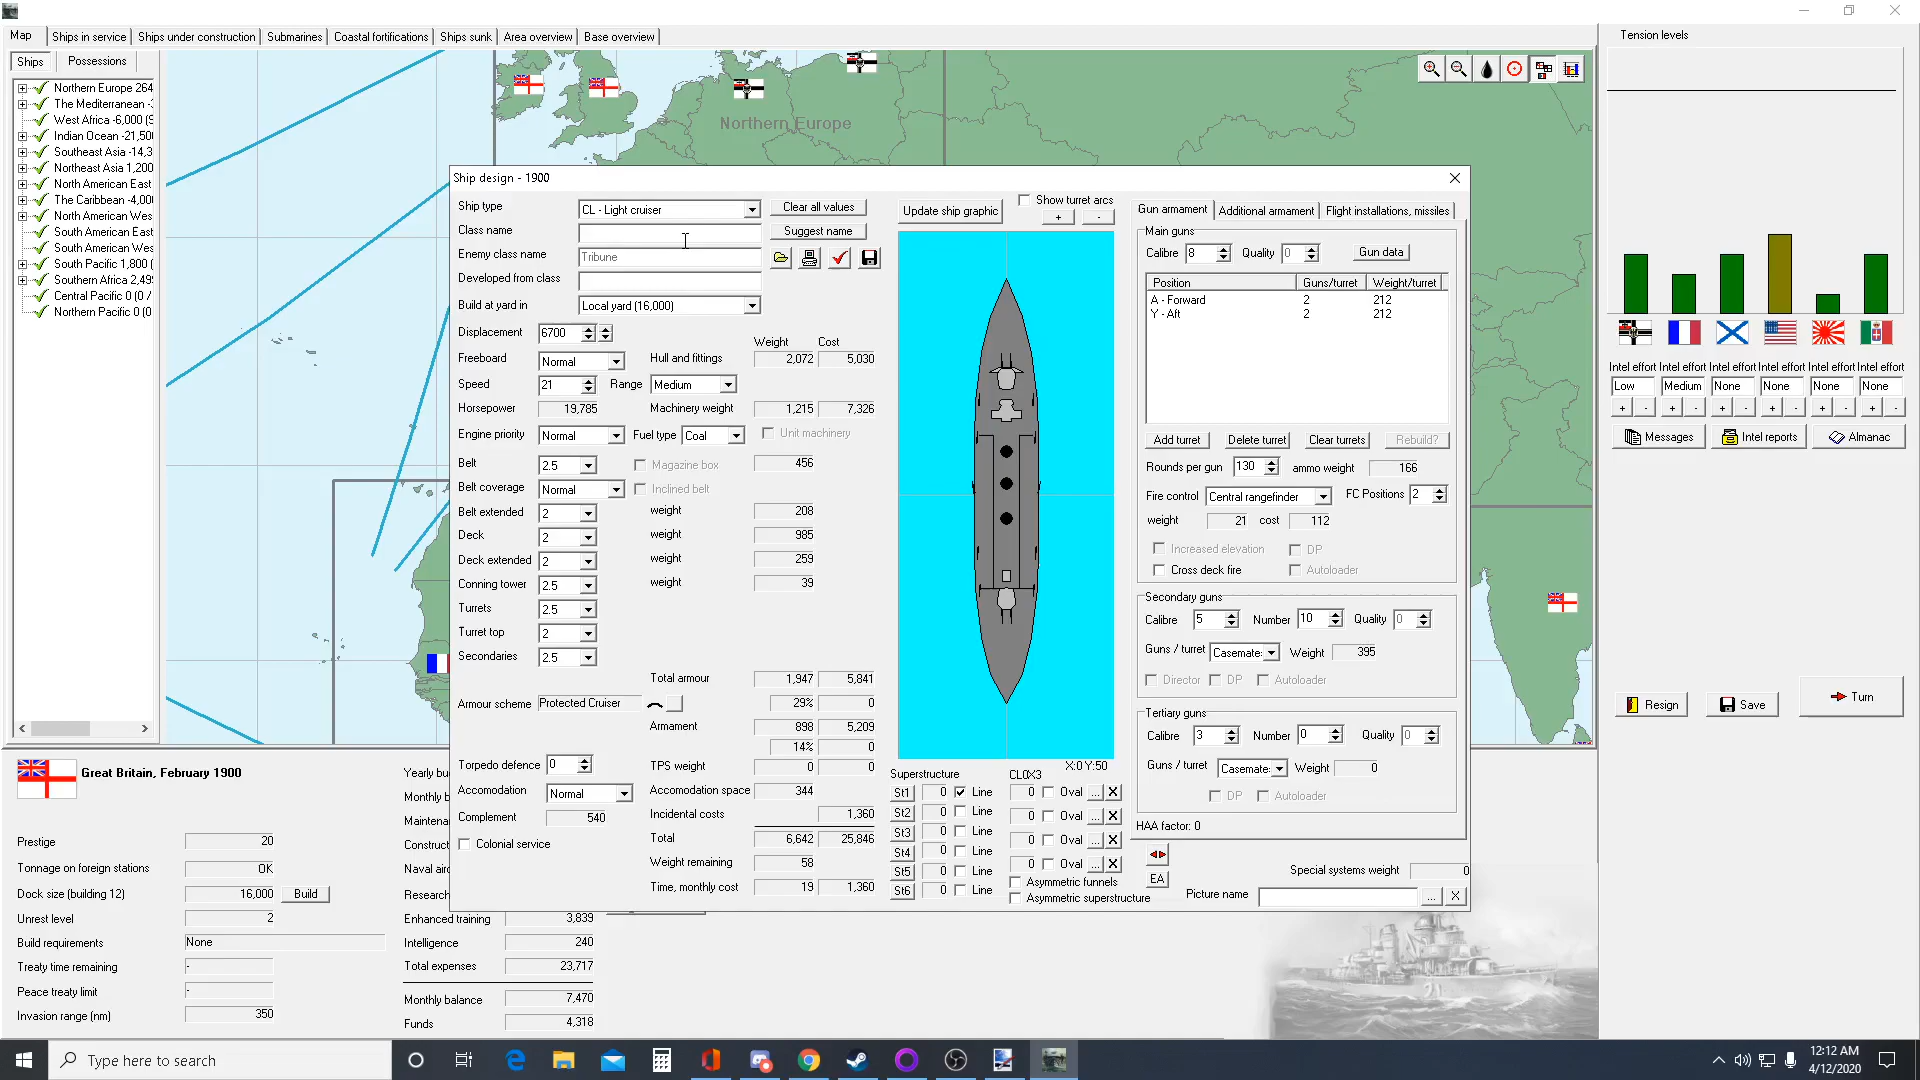 Map
Ships in service
Ships under construction
Submarines
Coastal fortifications
Ships sunk
Area overview
Base overview
Ships
Possessions
Northern Europe 264
The Mediterranean -
West Africa -6,000 (
Indian Ocean -21,50
Southeast Asia -14,3
Northeast Asia 1,200
North American East
The Caribbean -4,00
North American Wes
South American East
South American Wes
South Pacific 1,800 (
Southern Africa 2,49
Central Pacific 0 (0 /
Northern Pacific 0 (0
Northern Europe
Ship design - 1900
Ship type
CL - Light cruiser
Clear all values
Class name
Suggest name
Enemy class name
Tribune
Developed from class
Build at yard in
Local yard (16,000)
Displacement
6700
Weight
Cost
Freeboard
Normal
Hull and fittings
2,072
5,030
Speed
21
Range
Medium
Horsepower
19,785
Machinery weight
1,215
7,326
Engine priority
Normal
Fuel type
Coal
Unit machinery
Belt
2.5
Magazine box
456
Belt coverage
Normal
Inclined belt
Belt extended
2
weight
208
Deck
2
weight
985
Deck extended
2
weight
259
Conning tower
2.5
weight
39
Turrets
2.5
Turret top
2
Secondaries
2.5
Total armour
1,947
5,841
Armour scheme
Protected Cruiser
29%
0
Armament
898
5,209
14%
0
Torpedo defence
0
TPS weight
0
0
Accomodation
Normal
Accomodation space
344
Complement
540
Incidental costs
1,360
Colonial service
Total
6,642
25,846
Weight remaining
58
Time, monthly cost
19
1,360
Update ship graphic
Show turret arcs
+
-
X:0 Y:50
Superstructure
CL0X3
St1
0
Line
0
Oval
...
X
St2
0
Line
0
Oval
...
X
St3
0
Line
0
Oval
...
X
St4
0
Line
0
Oval
...
X
St5
0
Line
St6
0
Line
Asymmetric funnels
Asymmetric superstructure
Gun armament
Additional armament
Flight installations, missiles
Main guns
Calibre
8
Quality
0
Gun data
Position
Guns/turret
Weight/turret
A - Forward
2
212
Y - Aft
2
212
Add turret
Delete turret
Clear turrets
Rebuild?
Rounds per gun
130
ammo weight
166
Fire control
Central rangefinder
FC Positions
2
weight
21
cost
112
Increased elevation
DP
Cross deck fire
Autoloader
Secondary guns
Calibre
5
Number
10
Quality
0
Guns / turret
Casemate:
Weight
395
Director
DP
Autoloader
Tertiary guns
Calibre
3
Number
0
Quality
0
Guns / turret
Casemate:
Weight
0
DP
Autoloader
HAA factor: 0
EA
Special systems weight
0
Picture name
...
X
Tension levels
Intel effort
Intel effort
Intel effort
Intel effort
Intel effort
Intel effort
Low
Medium
None
None
None
None
+ - + - + - + - + - + -
Messages
Intel reports
Almanac
Resign
Save
Turn
Great Britain, February 1900
Prestige
20
Tonnage on foreign stations
OK
Dock size (building 12)
16,000
Build
Unrest level
2
Build requirements
None
Treaty time remaining
-
Peace treaty limit
-
Invasion range (nm)
350
Yearly bu
Monthly b
Maintena
Construct
Naval airc
Research
Enhanced training
3,839
Intelligence
240
Total expenses
23,717
Monthly balance
7,470
Funds
4,318
Type here to search
12:12 AM
4/12/2020